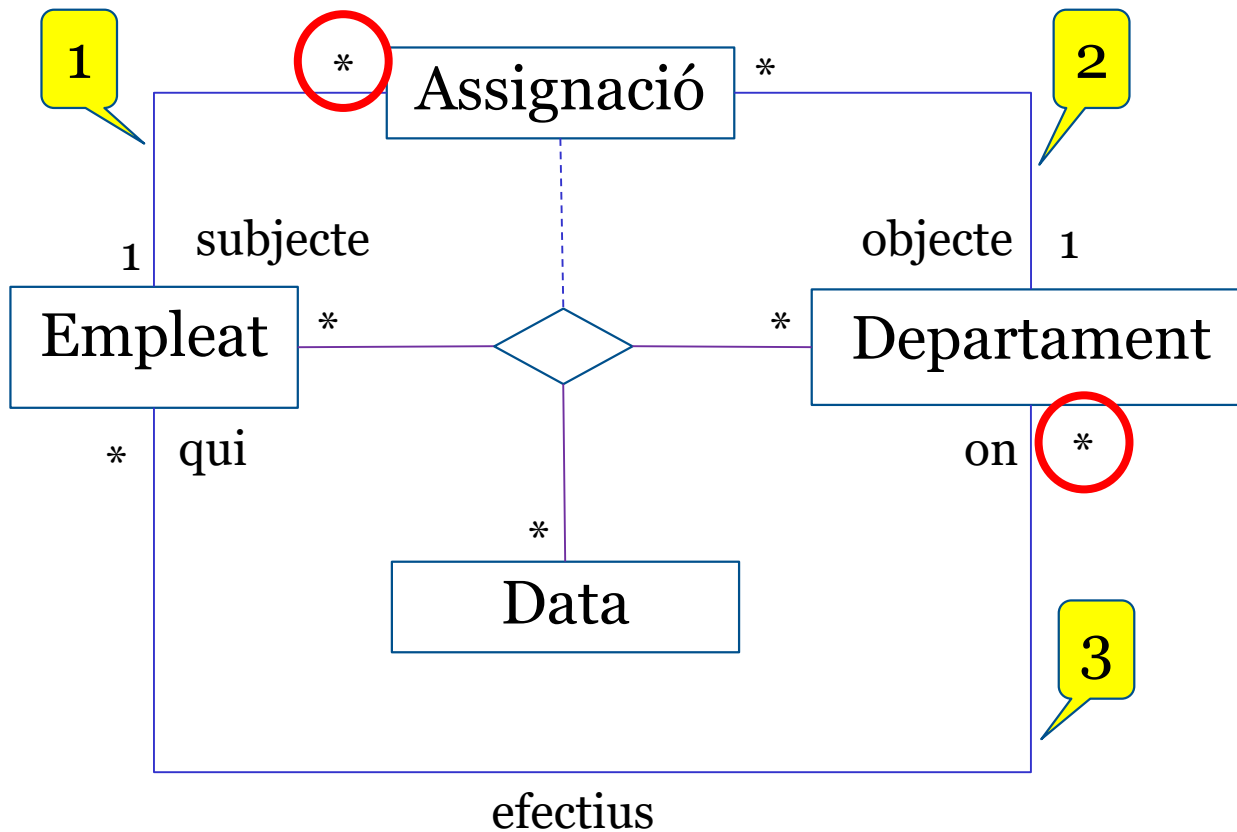 1
*
Assignació
*
2
subjecte
objecte
1
1
Empleat
*
*
Departament
*
qui
on
*
*
Data
3
efectius